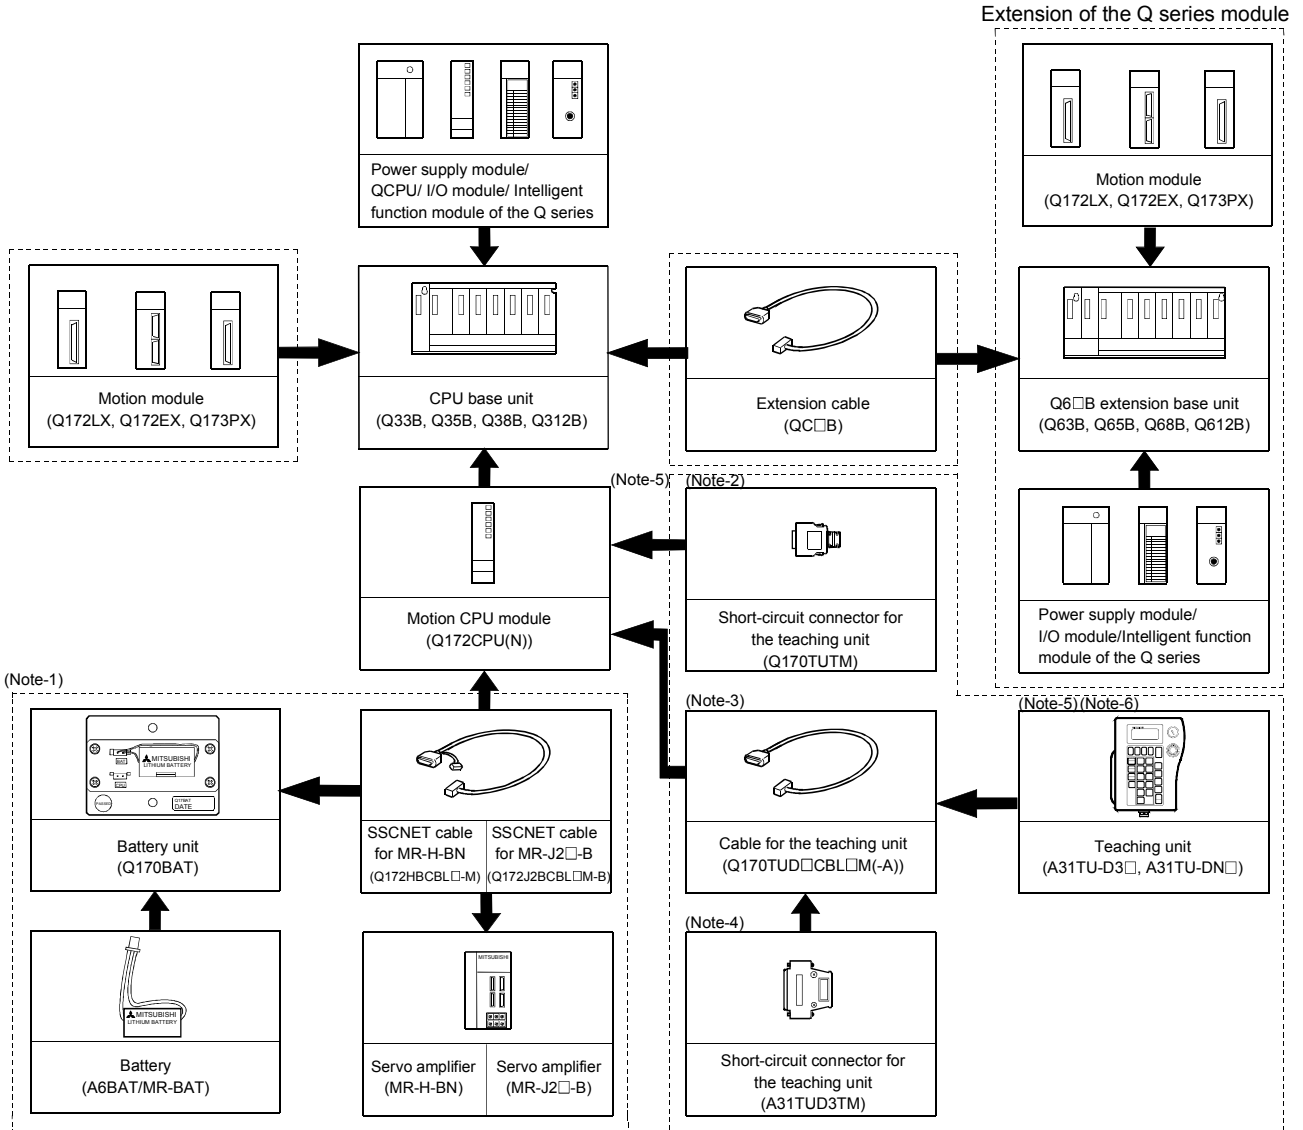 Extension of the Q series module
Power supply module/
QCPU/ I/O module/ Intelligent
function module of the Q series
Motion module
(Q172LX, Q172EX, Q173PX)
Motion module
(Q172LX, Q172EX, Q173PX)
CPU base unit
(Q33B, Q35B, Q38B, Q312B)
Extension cable
(QC□B)
Q6□B extension base unit
(Q63B, Q65B, Q68B, Q612B)
(Note-5)
(Note-2)
Motion CPU module
(Q172CPU(N))
Short-circuit connector for
the teaching unit
(Q170TUTM)
Power supply module/
I/O module/Intelligent function
module of the Q series
(Note-1)
(Note-3)
(Note-5)(Note-6)
MITSUBISHI
LITHIUM BATTERY
BAT
CPU
PASSED
Q170BAT
DATE
Battery unit
(Q170BAT)
SSCNET cable
for MR-H-BN
(Q172HBCBL□-M)
SSCNET cable
for MR-J2□-B
(Q172J2BCBL□M-B)
Cable for the teaching unit
(Q170TUD□CBL□M(-A))
Teaching unit
(A31TU-D3□, A31TU-DN□)
(Note-4)
MITSUBISHI
LITHIUM BATTERY
Battery
(A6BAT/MR-BAT)
MITSUBISHI
Servo amplifier
(MR-H-BN)
Servo amplifier
(MR-J2□-B)
Short-circuit connector for
the teaching unit
(A31TUD3TM)